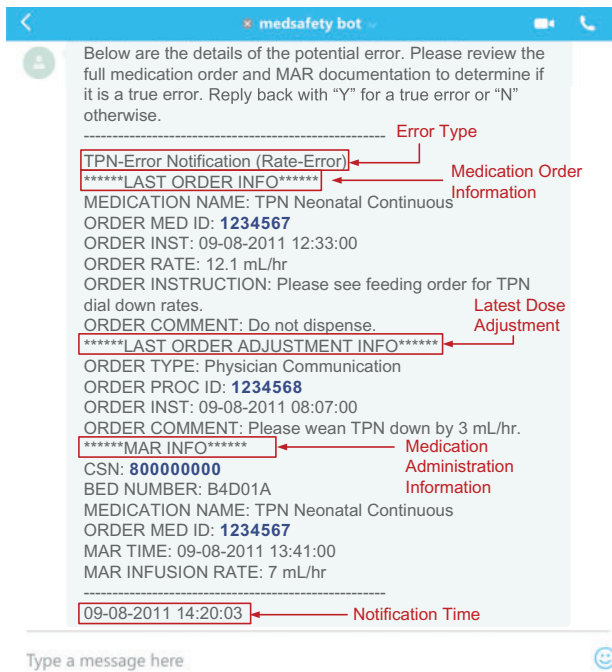 medsafety bot
Below are the details of the potential error. Please review the
full medication order and MAR documentation to determine if
it is a true error. Reply back with “Y” for a true error or “N”
otherwise.
-----------------------------------------------------
Error Type
TPN-Error Notification (Rate-Error)
******LAST ORDER INFO******
Medication Order
Information
MEDICATION NAME: TPN Neonatal Continuous
ORDER MED ID: 1234567
ORDER INST: 09-08-2011 12:33:00
ORDER RATE: 12.1 mL/hr
ORDER INSTRUCTION: Please see feeding order for TPN
dial down rates.
ORDER COMMENT: Do not dispense.
Latest Dose
Adjustment
******LAST ORDER ADJUSTMENT INFO******
ORDER TYPE: Physician Communication
ORDER PROC ID: 1234568
ORDER INST: 09-08-2011 08:07:00
ORDER COMMENT: Please wean TPN down by 3 mL/hr.
******MAR INFO******
Medication
Administration
Information
CSN: 800000000
BED NUMBER: B4D01A
MEDICATION NAME: TPN Neonatal Continuous
ORDER MED ID: 1234567
MAR TIME: 09-08-2011 13:41:00
MAR INFUSION RATE: 7 mL/hr
-----------------------------------------------------
09-08-2011 14:20:03
Notification Time
Type a message here